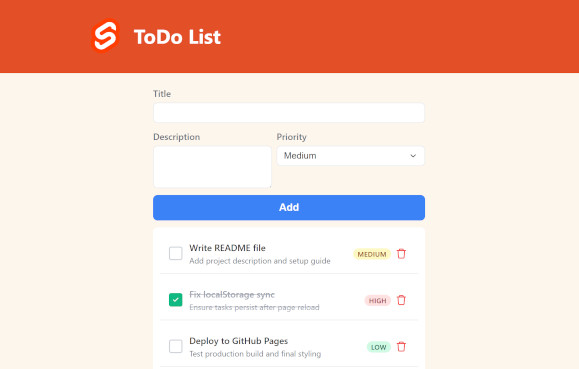 ToDo List
Title
Description
Priority
Medium
Add
Write README file
Add project description and setup guide
MEDIUM
Fix localStorage sync
Ensure tasks persist after page reload
HIGH
Deploy to GitHub Pages
Test production build and final styling
LOW